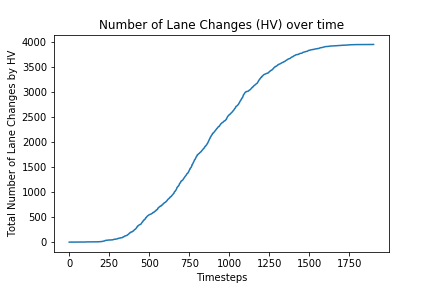 Number of Lane Changes (HV) over time
Total Number of Lane Changes by HV
4000
3500
3000
2500
2000
1500
1000
500
0
0 250 500 750 1000 1250 1500 1750
Timesteps